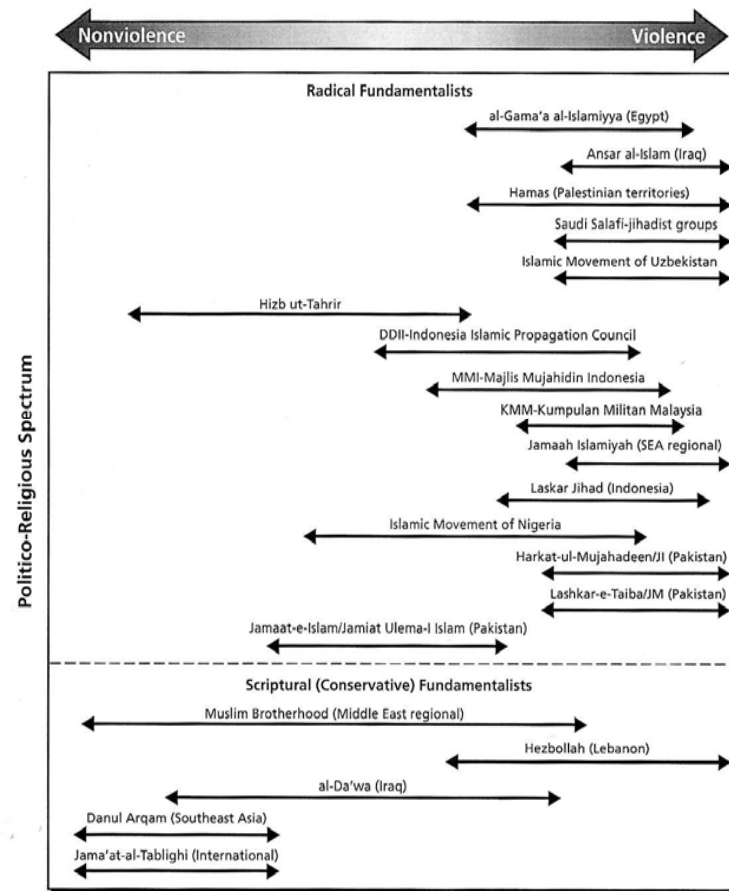 Nonviolence Violence
Radical Fundamentalists
al-Gama'a al-Islamiyya (Egypt)
Ansar al-Islam (Iraq)
Hamas (Palestinian territories)
Saudi Salafi-jihadist groups
Islamic Movement of Uzbekistan
Hizb ut-Tahrir
DDII-Indonesia Islamic Propagation Council
MMI-Majlis Mujahidin Indonesia
KMM-Kumpulan Militan Malaysia
Jamaah Islamiyah (SEA regional)
Laskar Jihad (Indonesia)
Islamic Movement of Nigeria
Harkat-ul-Mujahadeen/JI (Pakistan)
Lashkar-e-Taiba/JM (Pakistan)
Jamaat-e-Islam/Jamiat Ulema-I Islam (Pakistan)
Politico-Religious Spectrum
Scriptural (Conservative) Fundamentalists
Muslim Brotherhood (Middle East regional)
Hezbollah (Lebanon)
al-Da'wa (Iraq)
Danul Arqam (Southeast Asia)
Jama'at-al-Tablighi (International)